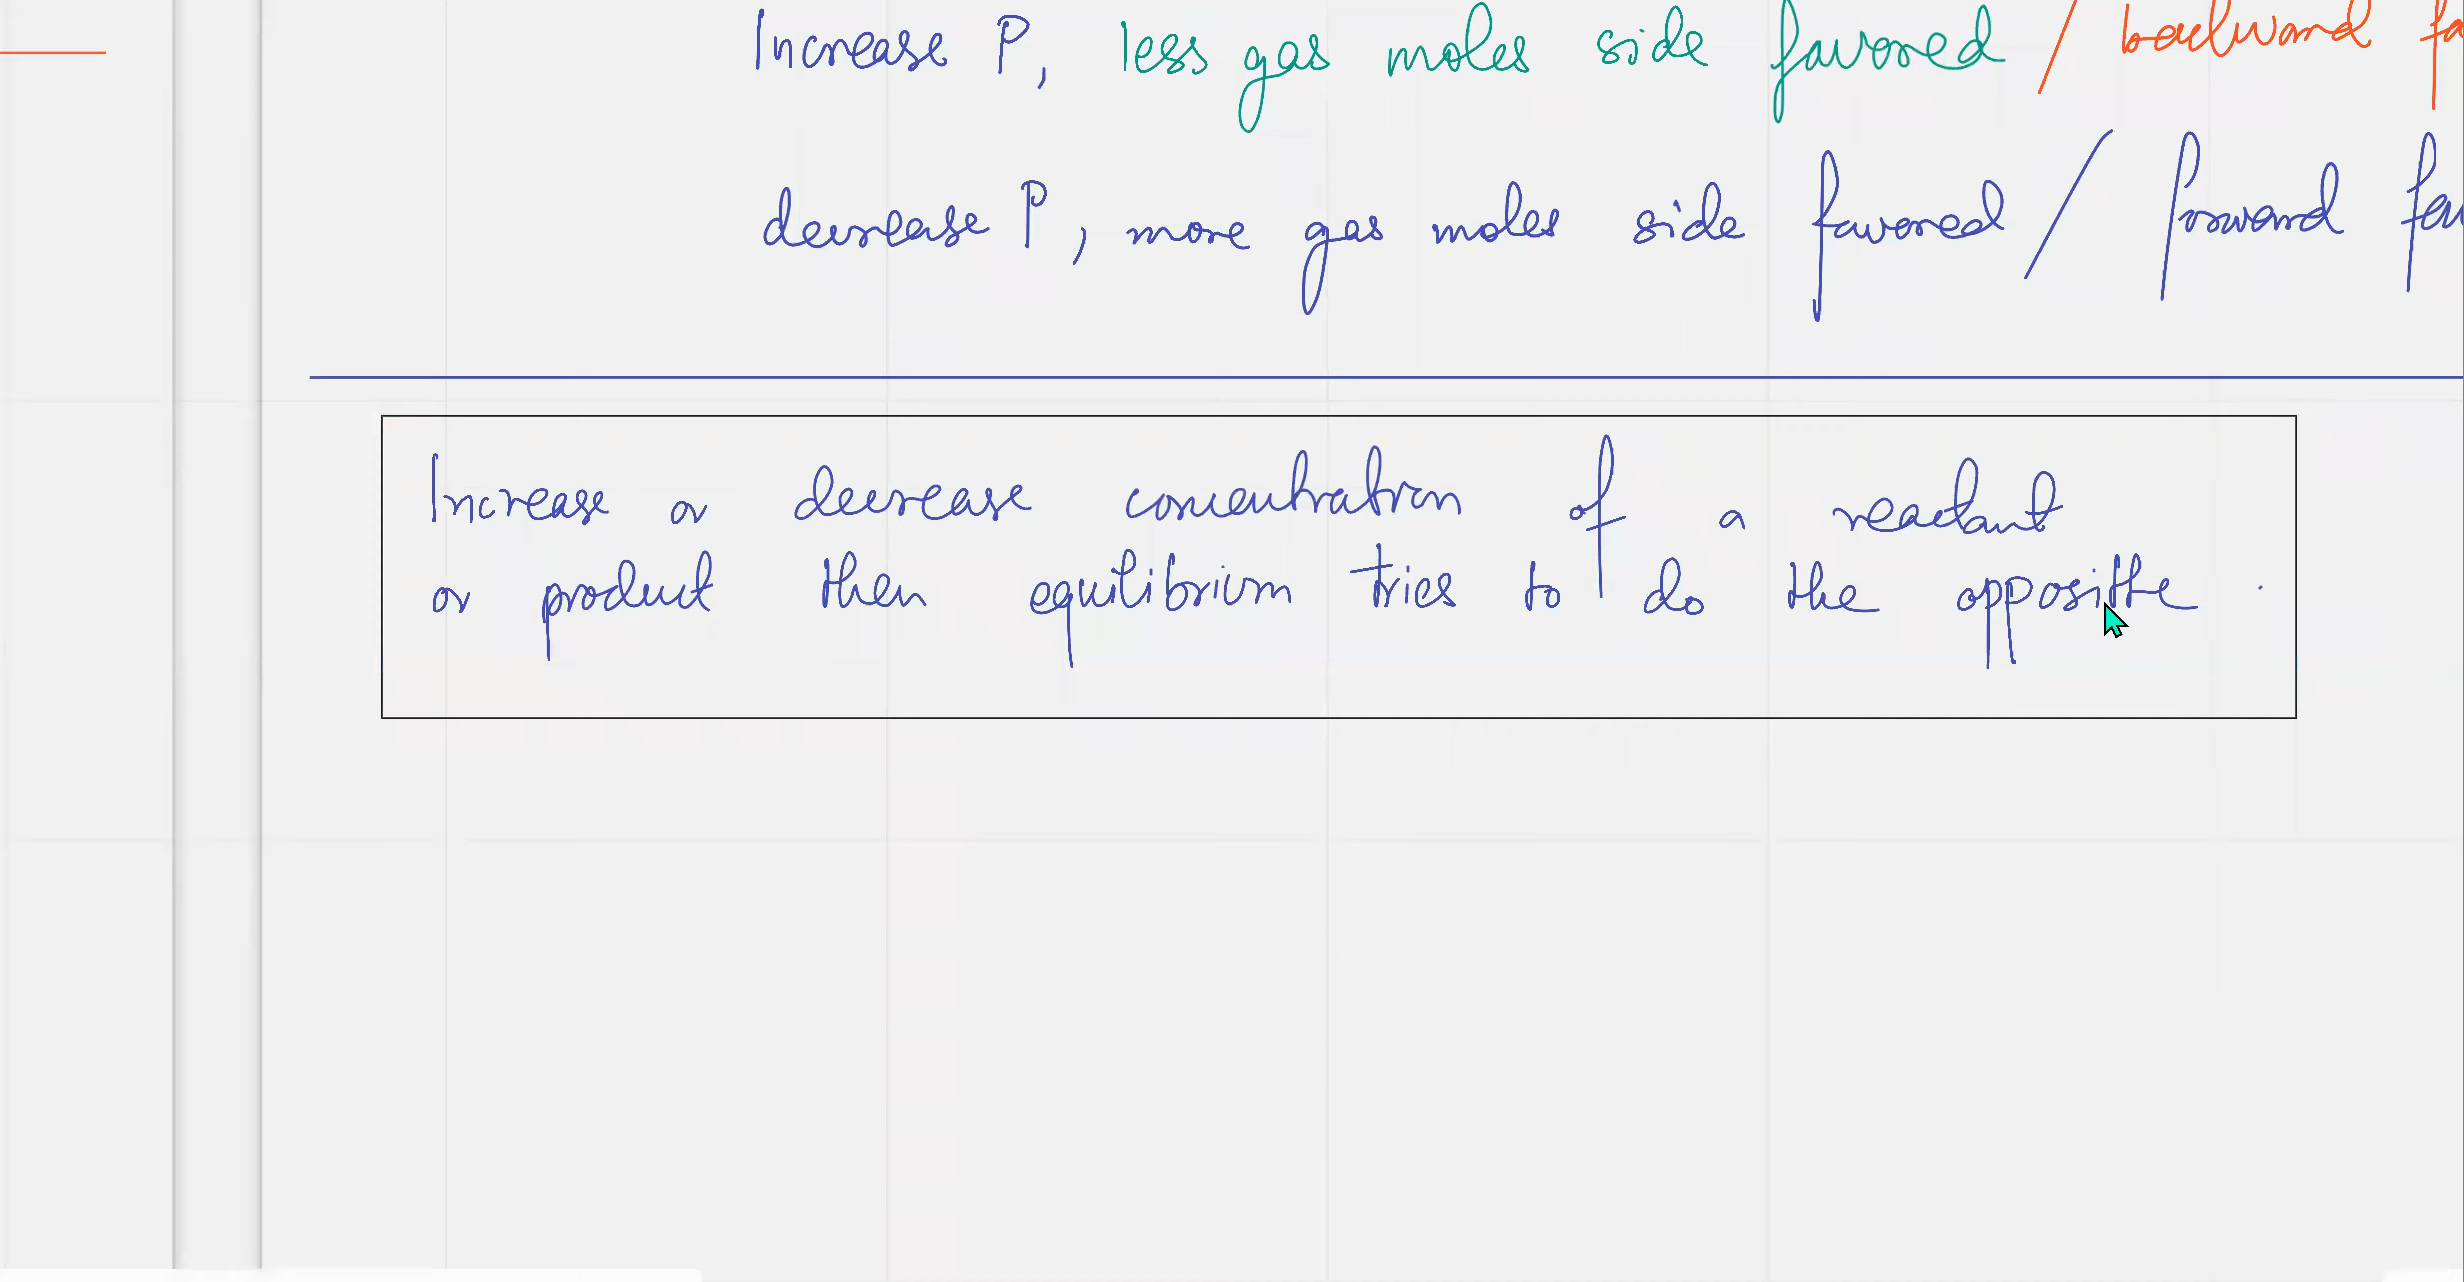 Increase P, less gas moles side favored / backward
decrease P, more gas moles side favored / forward
Increase or decrease concentration of a reactant
or product then equilibrium tries to do the oppositte .